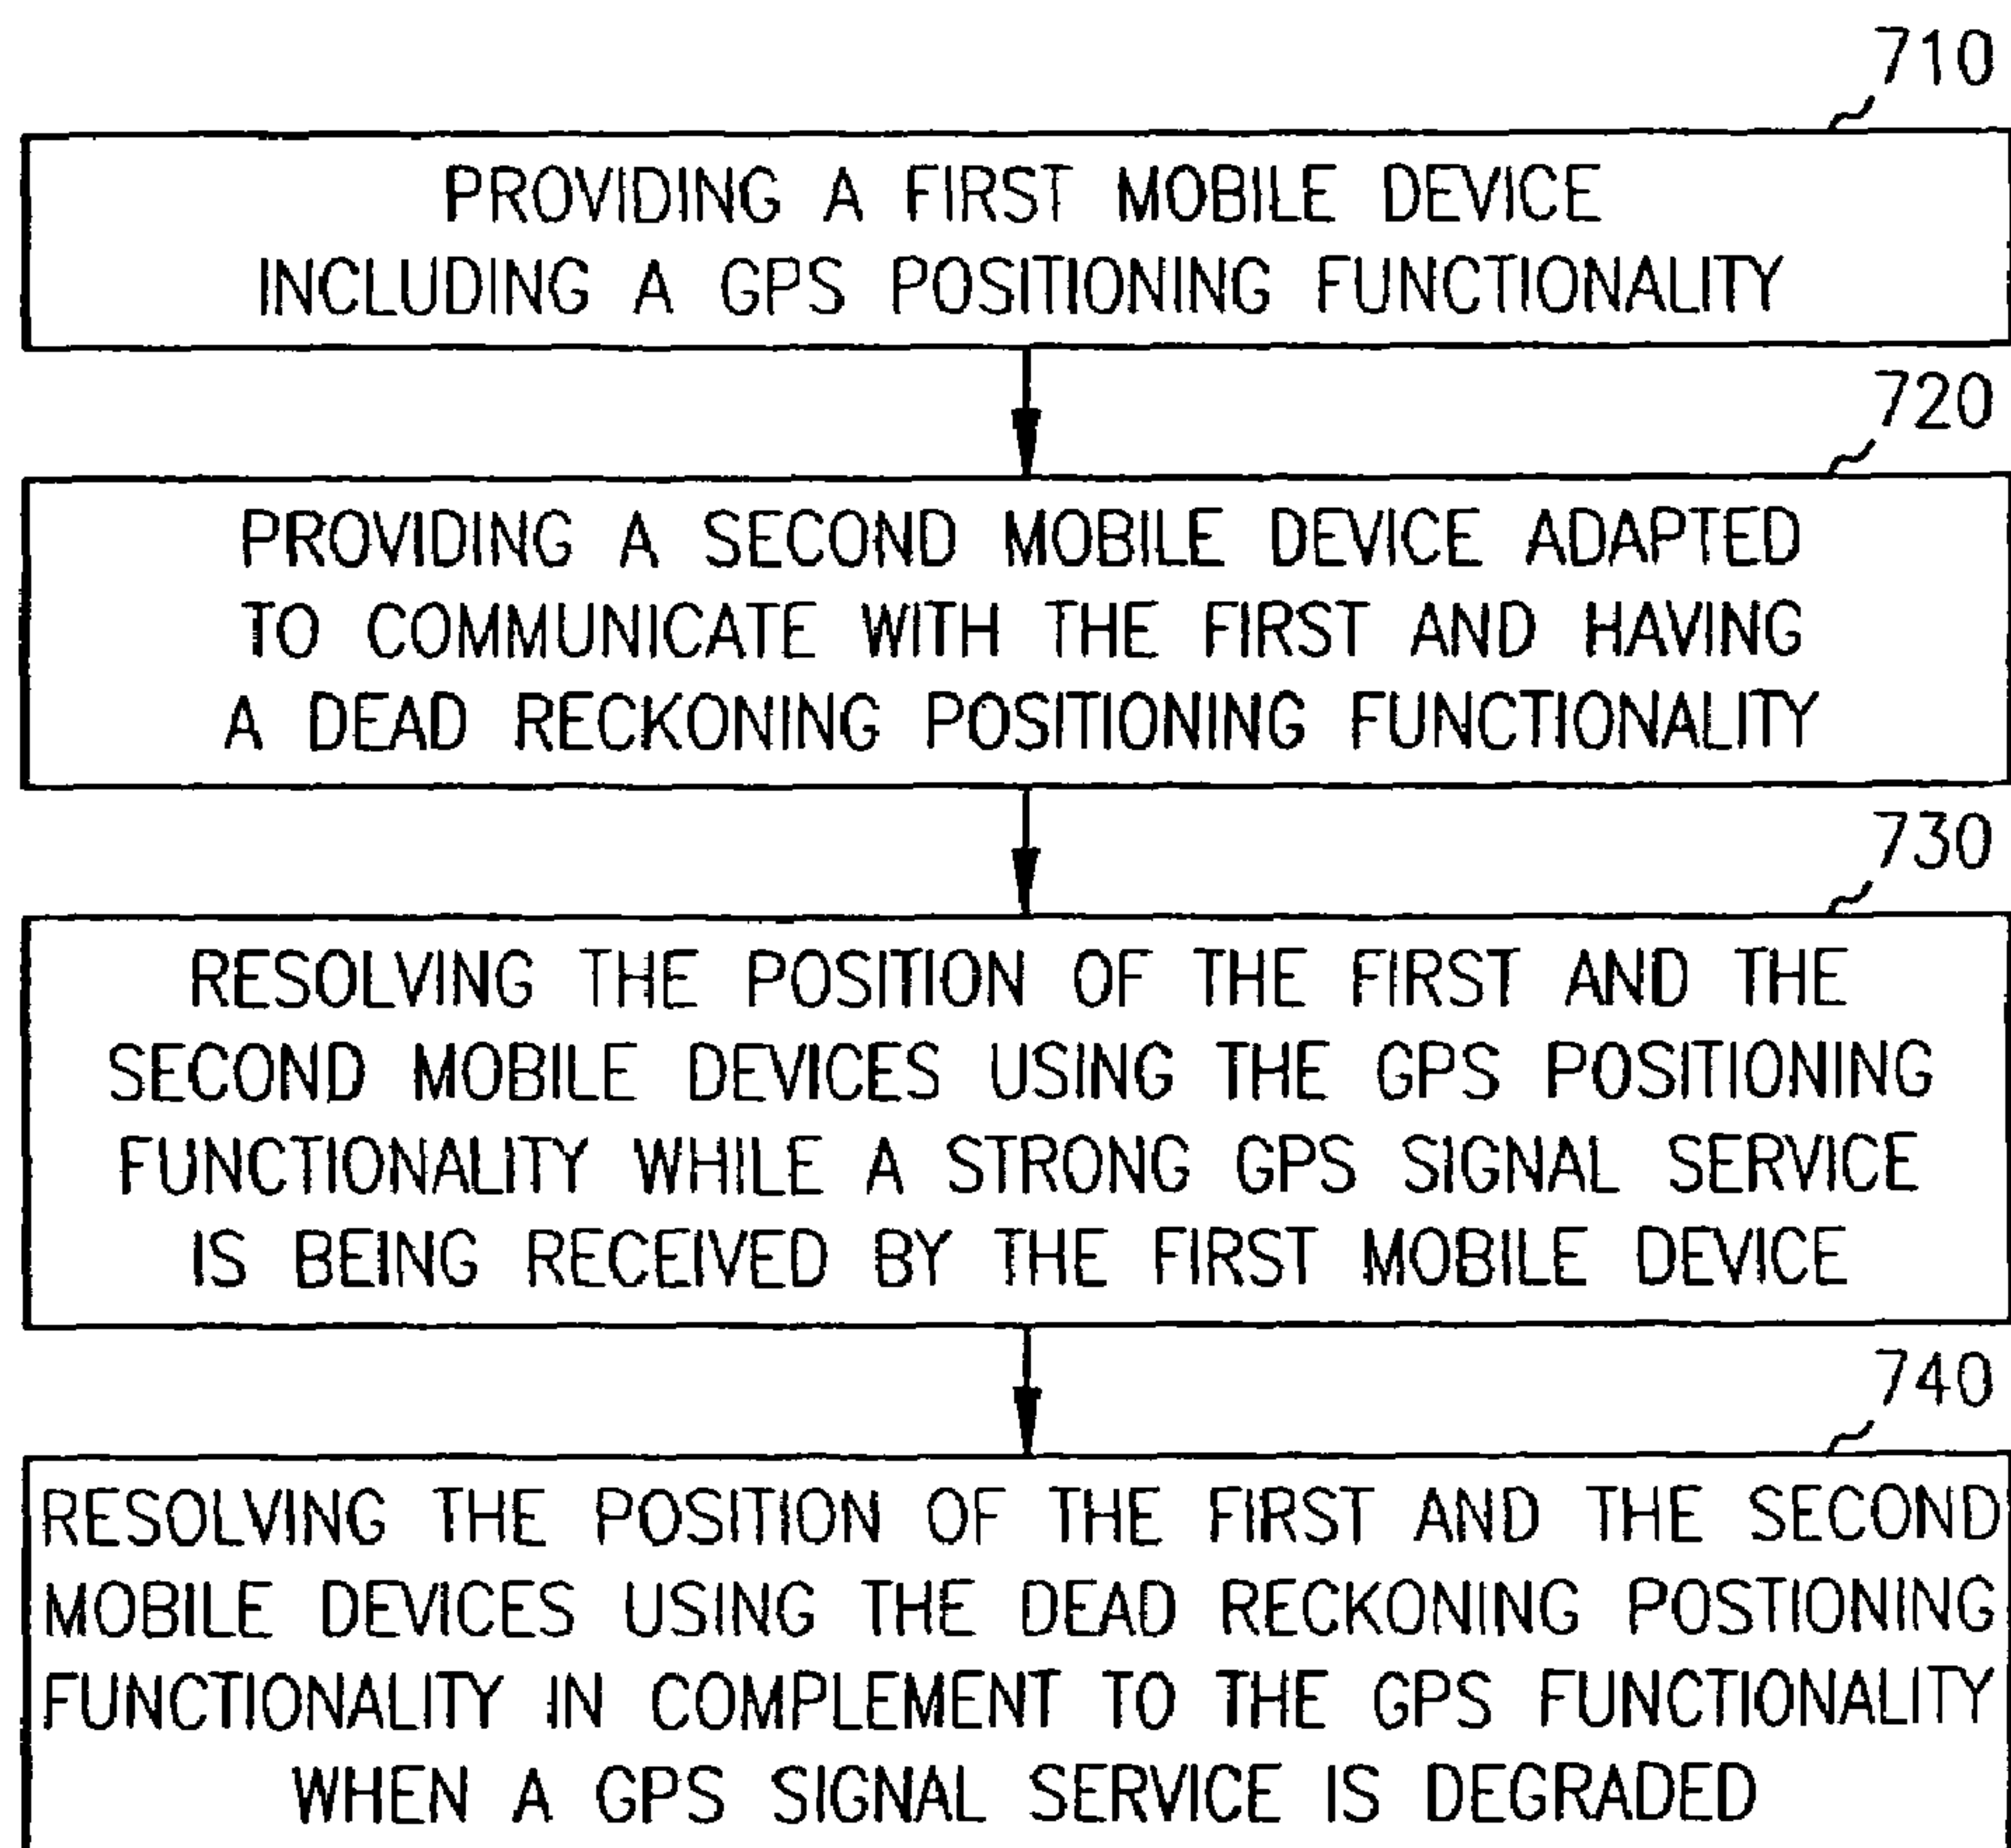 710
PROVIDING A FIRST MOBILE DEVICE
INCLUDING A GPS POSITIONING FUNCTIONALITY
720
PROVIDING A SECOND MOBILE DEVICE ADAPTED
TO COMMUNICATE WITH THE FIRST AND HAVING
A DEAD RECKONING POSITIONING FUNCTIONALITY
730
RESOLVING THE POSITION OF THE FIRST AND THE
SECOND MOBILE DEVICES USING THE GPS POSITIONING
FUNCTIONALITY WHILE A STRONG GPS SIGNAL SERVICE
IS BEING RECEIVED BY THE FIRST MOBILE DEVICE
740
RESOLVING THE POSITION OF THE FIRST AND THE SECOND
MOBILE DEVICES USING THE DEAD RECKONING POSTIONING
FUNCTIONALITY IN COMPLEMENT TO THE GPS FUNCTIONALITY
WHEN A GPS SIGNAL SERVICE IS DEGRADED